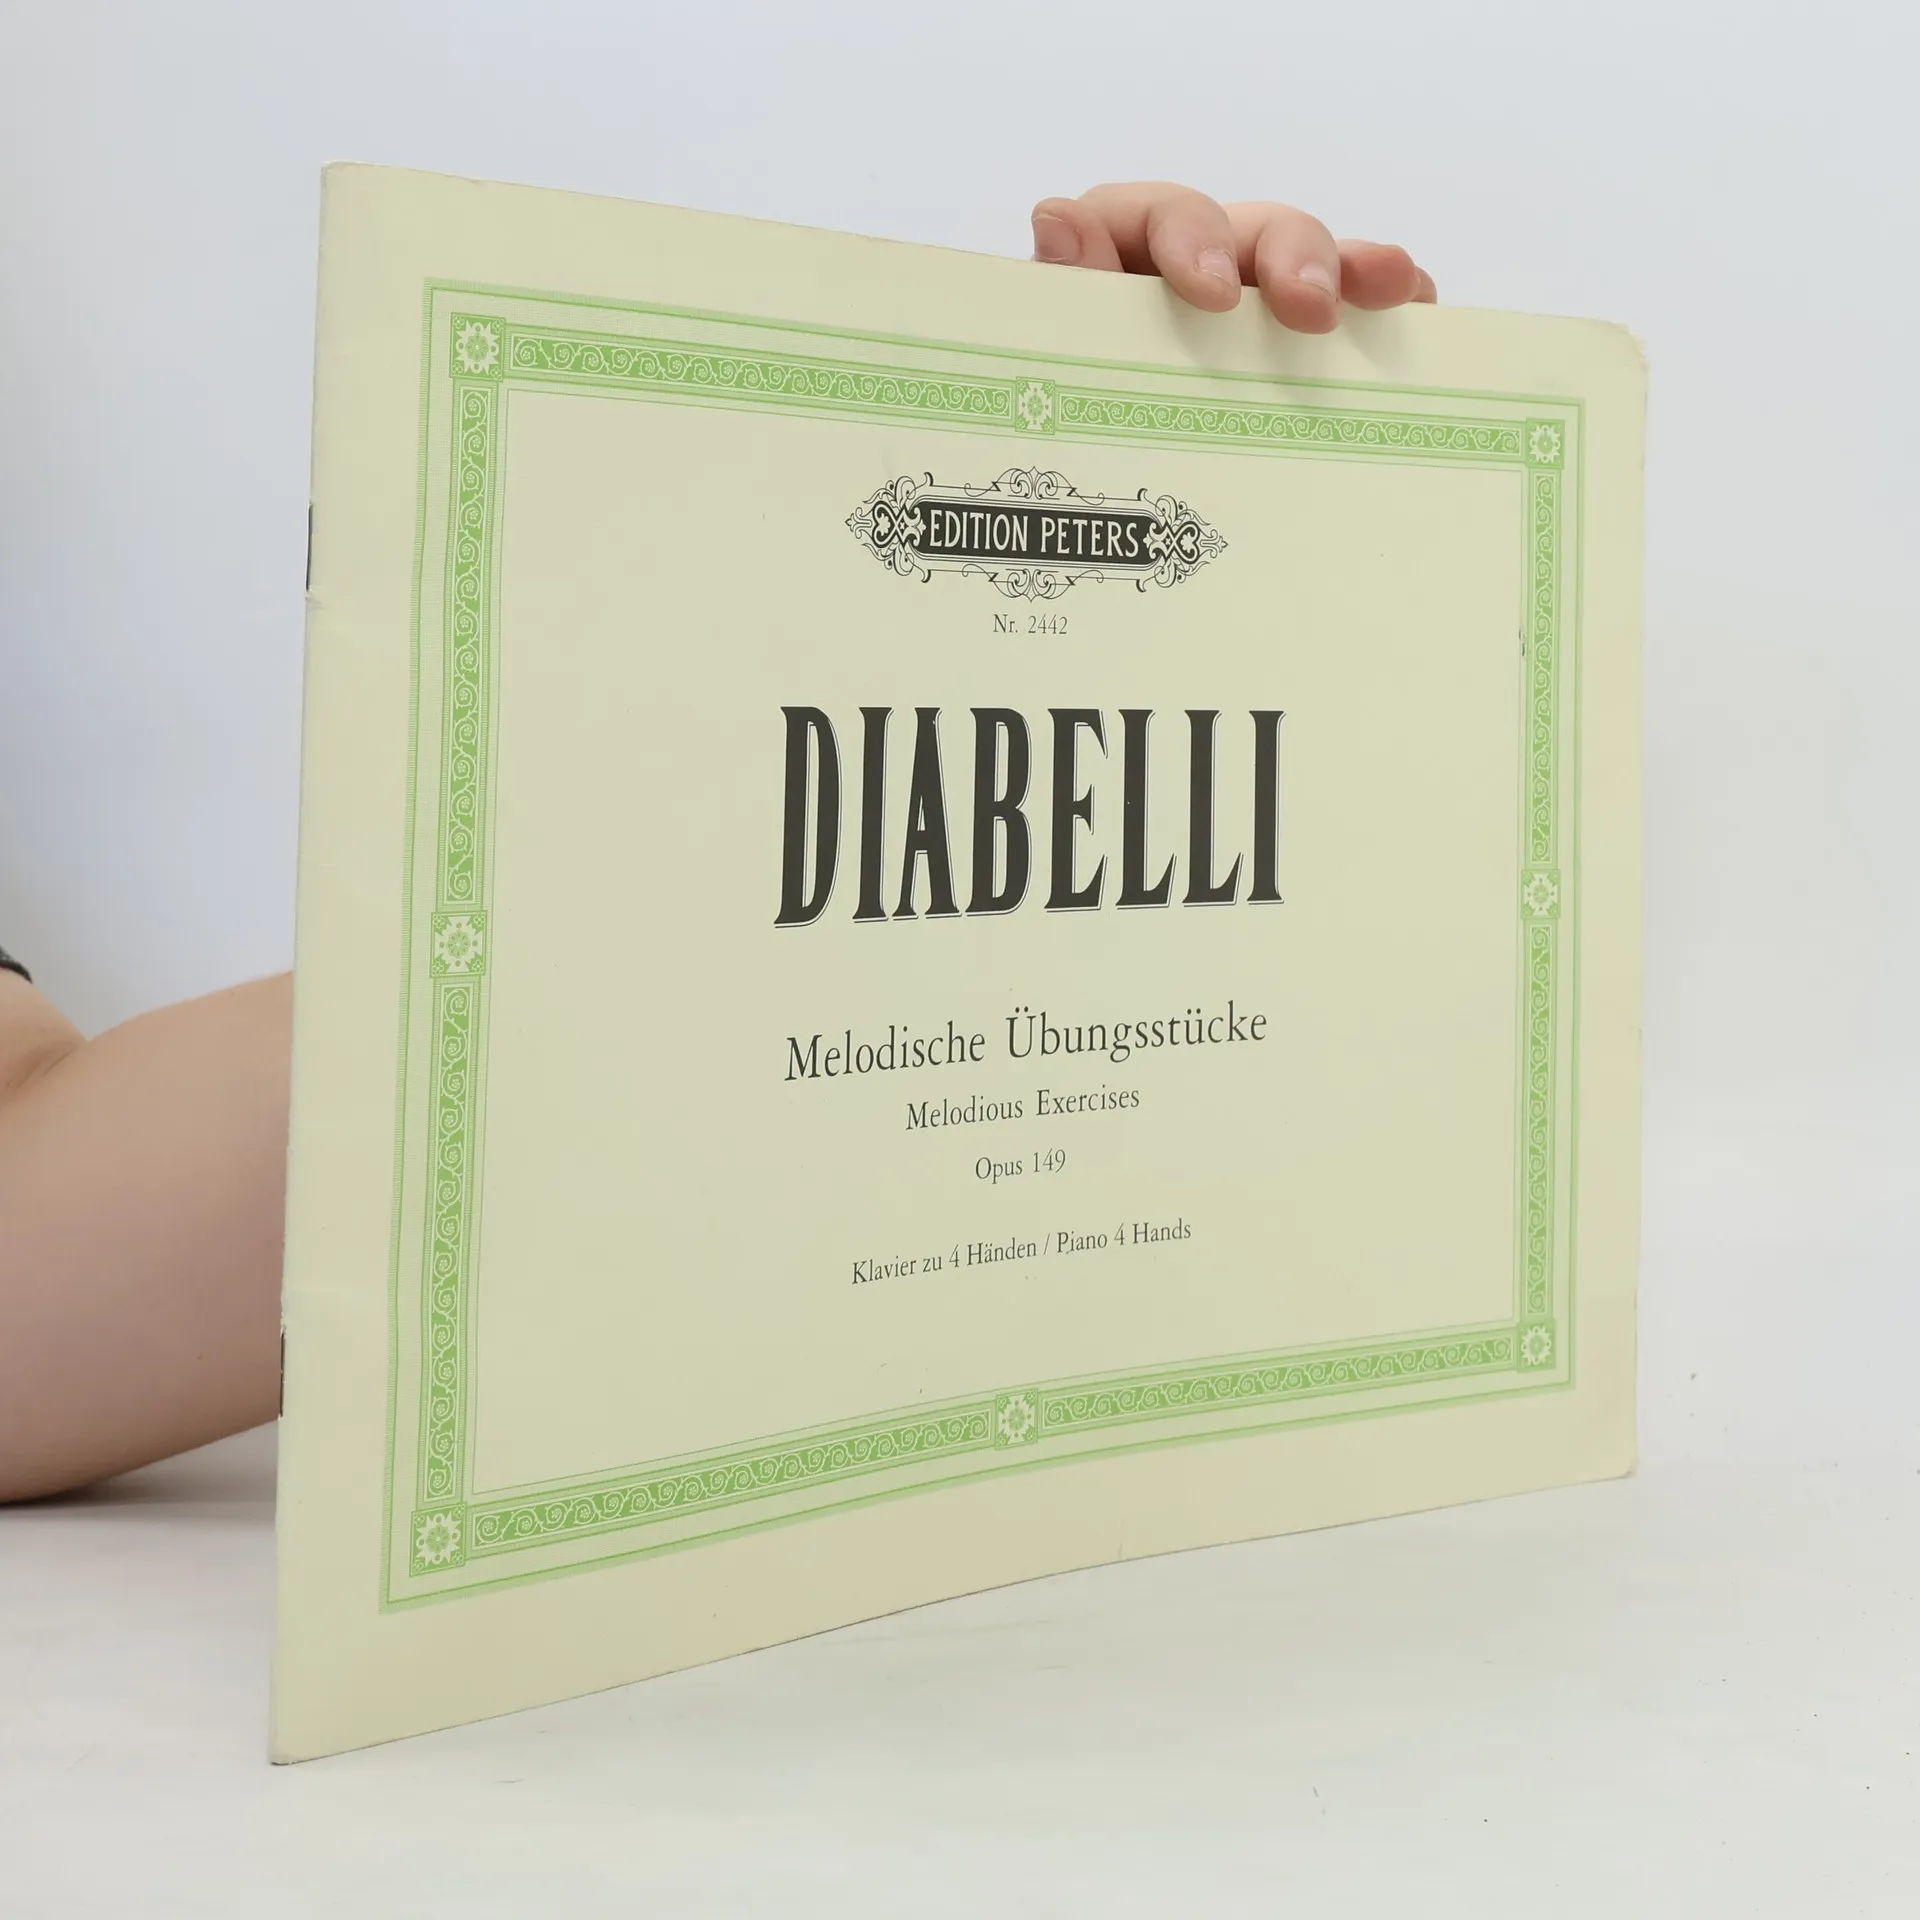 EDITION PETERS
Nr. 2442
DIABELLI
Melodische Übungsstücke
Melodious Exercises
Opus 149
Klavier zu 4 Händen / Piano 4 Hands